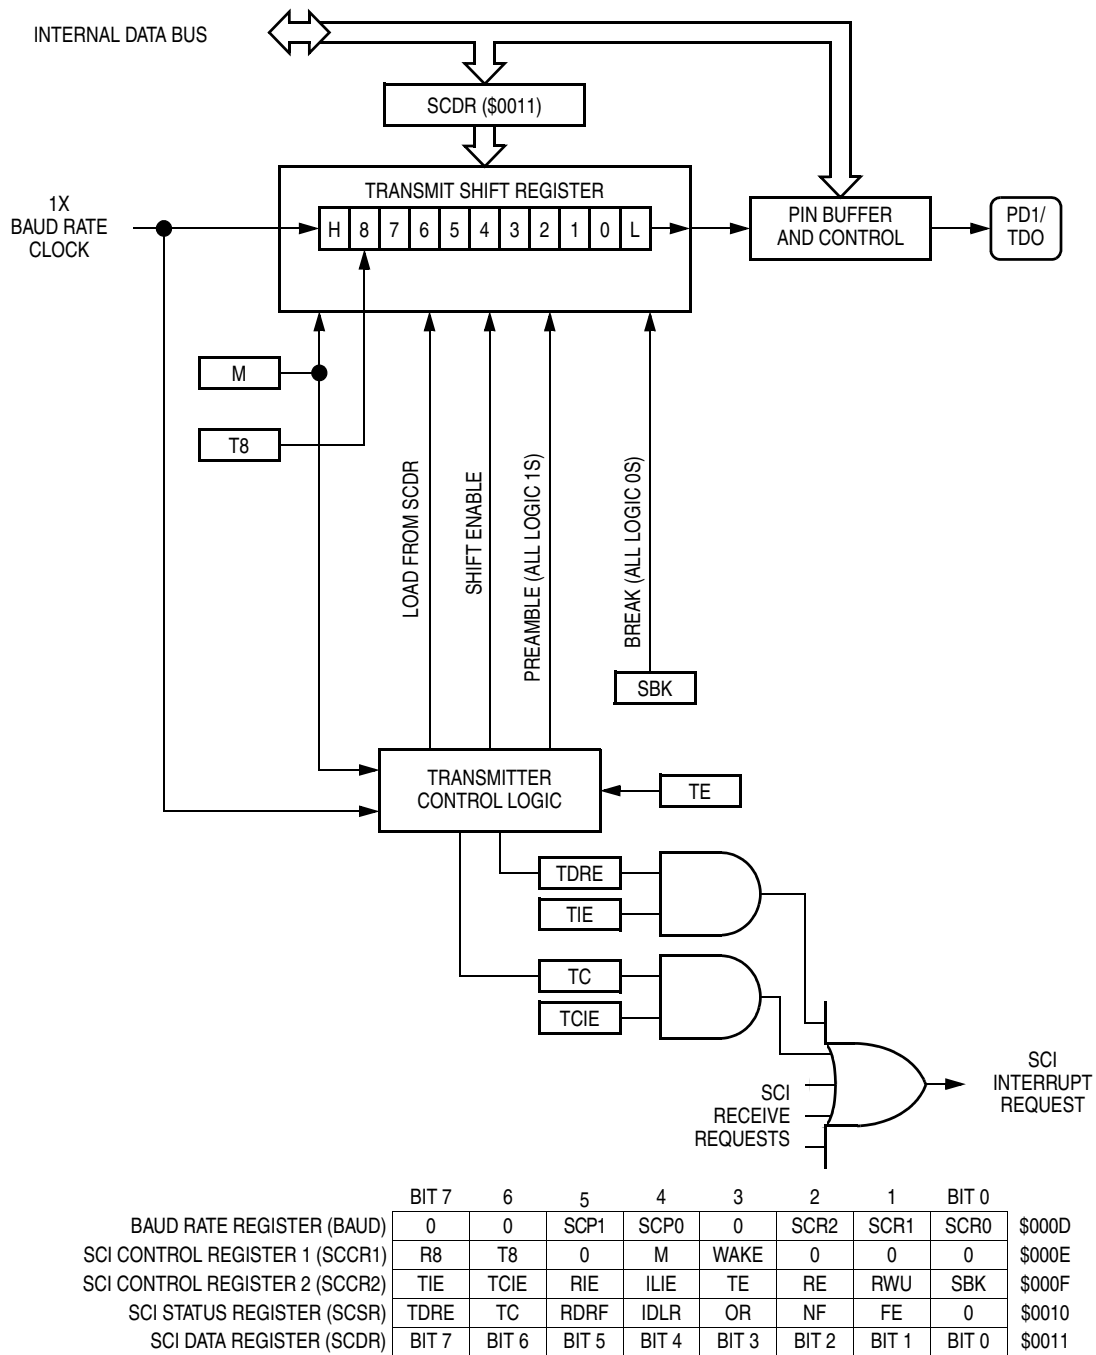 INTERNAL DATA BUS
SCDR ($0011)
TRANSMIT SHIFT REGISTER
H 8 7 6 5 4 3 2 1 0 L
1X
BAUD RATE
CLOCK
PIN BUFFER
AND CONTROL
PD1/
TDO
M
T8
LOAD FROM SCDR
SHIFT ENABLE
PREAMBLE (ALL LOGIC 1S)
BREAK (ALL LOGIC 0S)
SBK
TRANSMITTER
CONTROL LOGIC
TE
TDRE
TIE
TC
TCIE
SCI
RECEIVE
REQUESTS
SCI
INTERRUPT
REQUEST
BIT 7 6 5 4 3 2 1 BIT 0
BAUD RATE REGISTER (BAUD) 0 0 SCP1 SCP0 0 SCR2 SCR1 SCR0 $000D
SCI CONTROL REGISTER 1 (SCCR1) R8 T8 0 M WAKE 0 0 0 $000E
SCI CONTROL REGISTER 2 (SCCR2) TIE TCIE RIE ILIE TE RE RWU SBK $000F
SCI STATUS REGISTER (SCSR) TDRE TC RDRF IDLR OR NF FE 0 $0010
SCI DATA REGISTER (SCDR) BIT 7 BIT 6 BIT 5 BIT 4 BIT 3 BIT 2 BIT 1 BIT 0 $0011